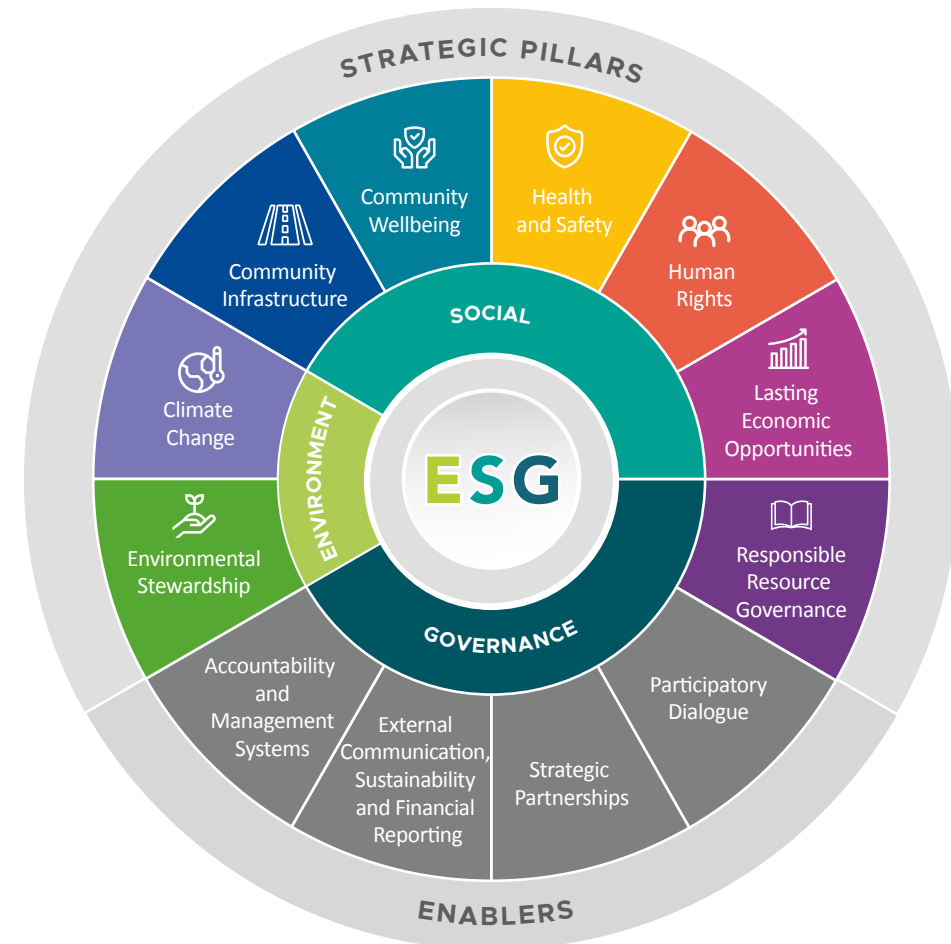 STRATEGIC PILLARS
Community
Wellbeing
Health
and Safety
Community
Infrastructure
Human
Rights
Climate
Change
SOCIAL
Lasting
Economic
Opportunities
ENVIRONMENT
ESG
Environmental
Stewardship
Responsible
Resource
Governance
GOVERNANCE
Accountability
and
Management
Systems
External
Communication,
Sustainability
and Financial
Reporting
Strategic
Partnerships
Participatory
Dialogue
ENABLERS